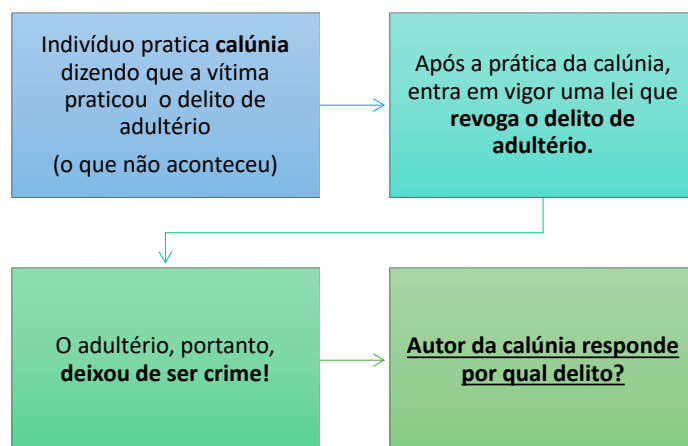 Indivíduo pratica calúnia
dizendo que a vítima
praticou o delito de
adultério
(o que não aconteceu)
Após a prática da calúnia,
entra em vigor uma lei que
revoga o delito de
adultério.
O adultério, portanto,
deixou de ser crime!
Autor da calúnia responde
por qual delito?